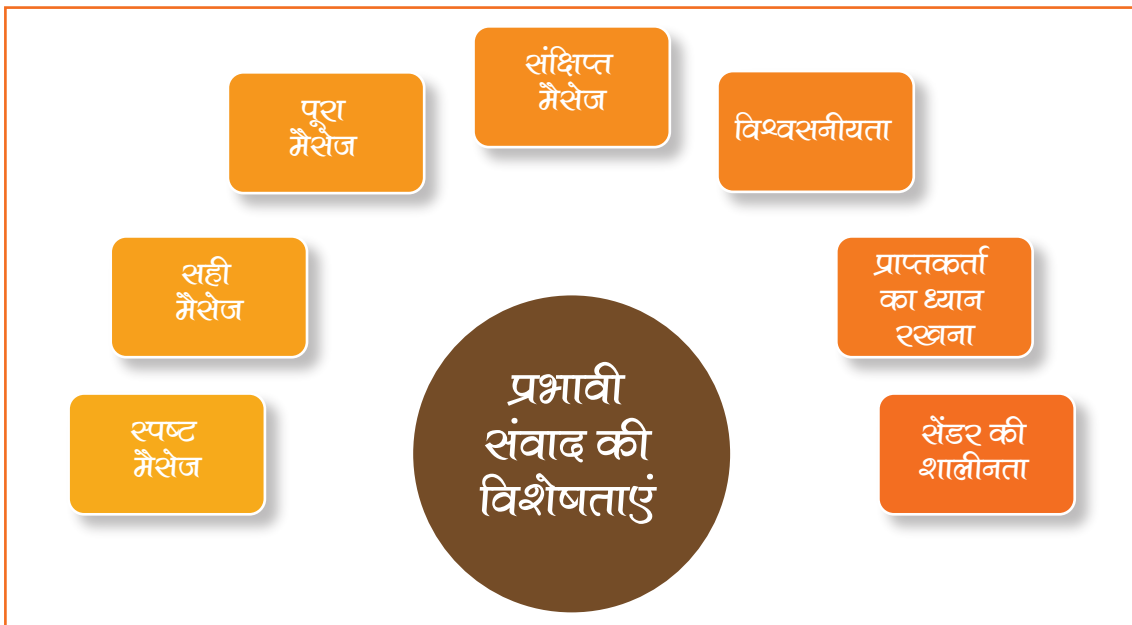 संक्षिप्त
मैसेज
पूरा
मैसेज
विश्वसनीयता
सही
मैसेज
प्राप्तकर्ता
का ध्यान
रखना
स्पष्ट
मैसेज
प्रभावी
संवाद की
विशेषताएं
सेंडर की
शालीनता